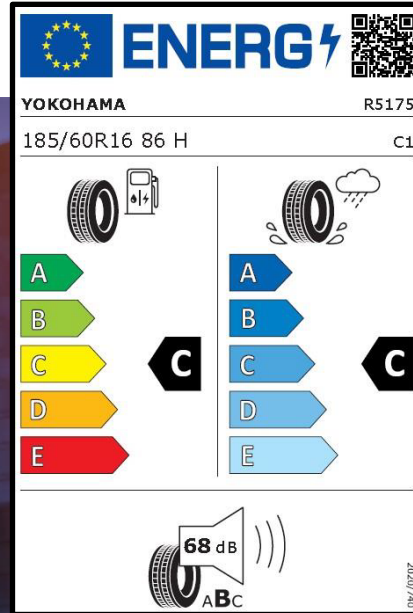 ENERG
YOKOHAMA R5175
185/60R16 86 H C1
A A
B B
C C C C
D D
E E
68 dB
ABC